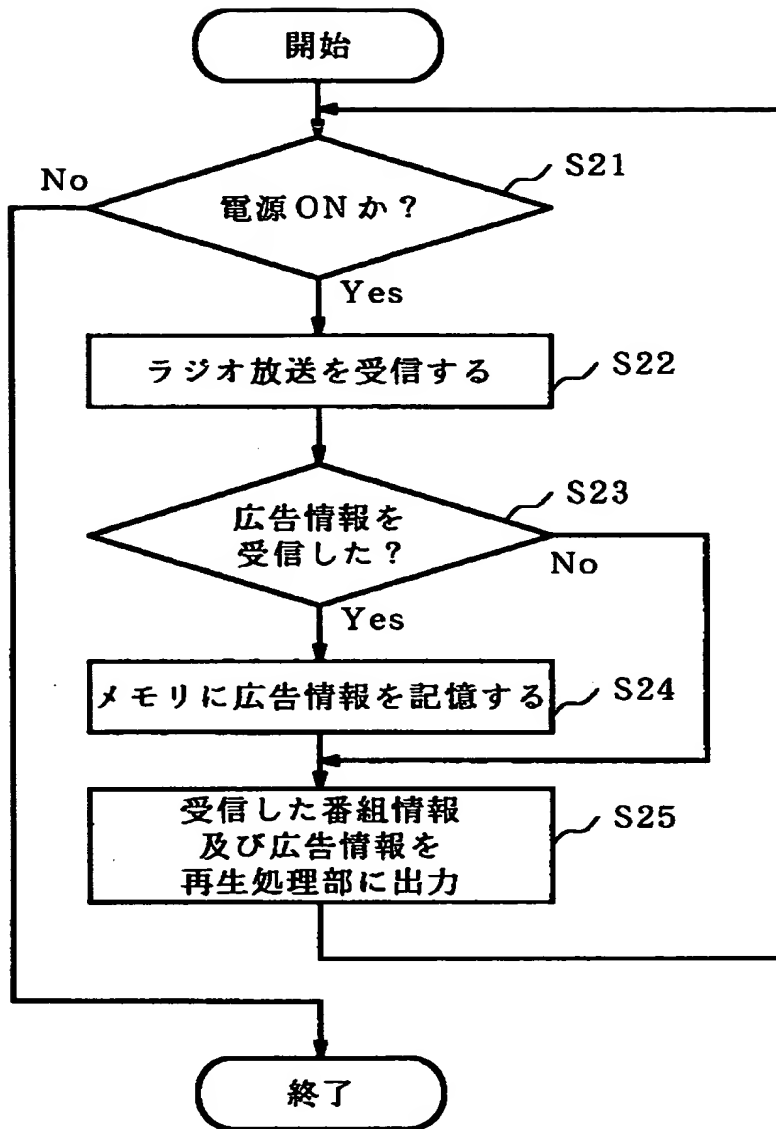 開始
S21
No
電源ONか?
Yes
ラジオ放送を受信する
S22
S23
広告情報を
受信した?
No
Yes
メモリに広告情報を記憶する
S24
受信した番組情報
及び広告情報を
再生処理部に出力
S25
終了